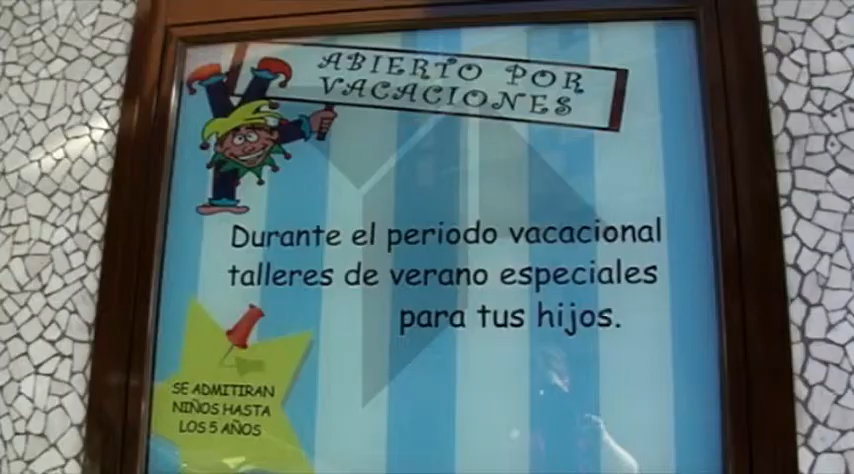 ABIERTO POR
VACACIONES
Durante el periodo vacacional
talleres de verano especiales
para tus hijos.
SE ADMITIRAN
NIÑOS HASTA
LOS 5 AÑOS